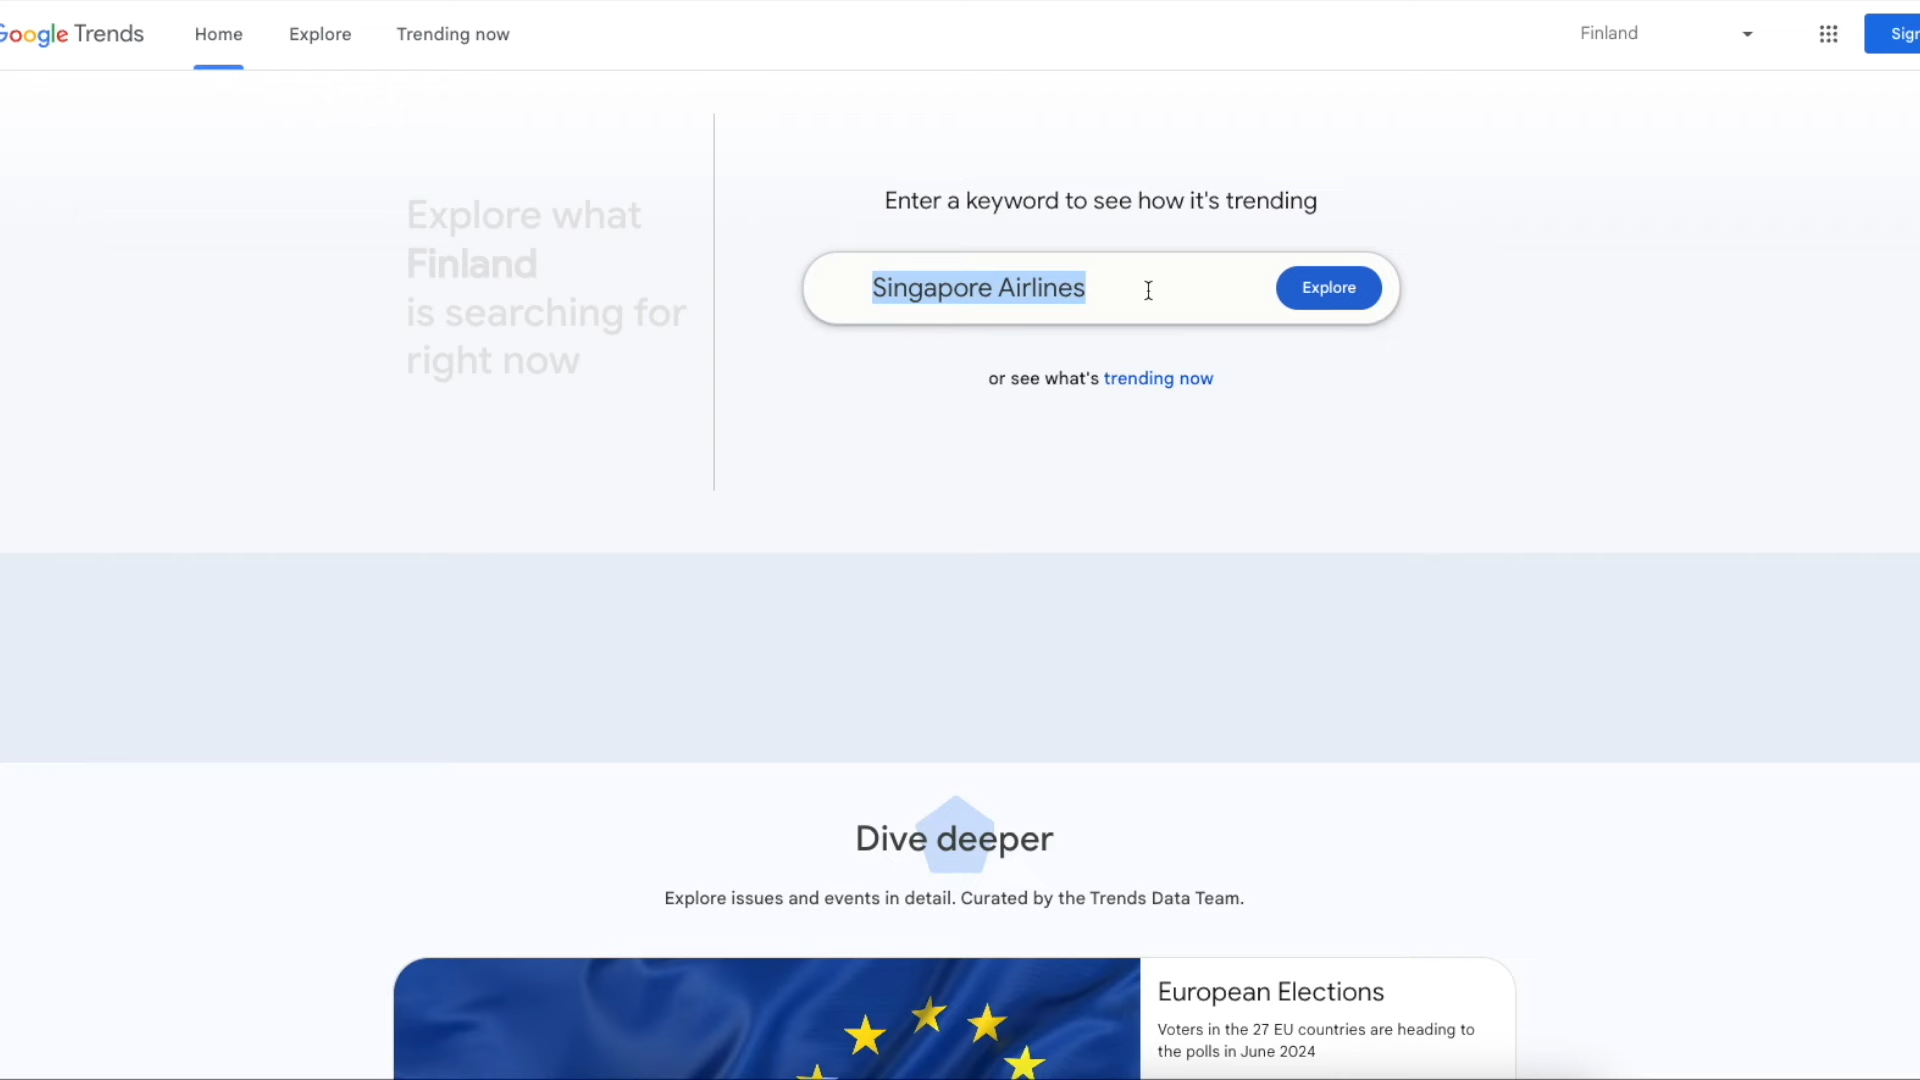 Google Trends
Home
Explore
Trending now
Finland
Sign
Explore what
Finland
is searching for
right now
Enter a keyword to see how it's trending
Singapore Airlines
Explore
or see what's trending now
Dive deeper
Explore issues and events in detail. Curated by the Trends Data Team.
European Elections
Voters in the 27 EU countries are heading to
the polls in June 2024